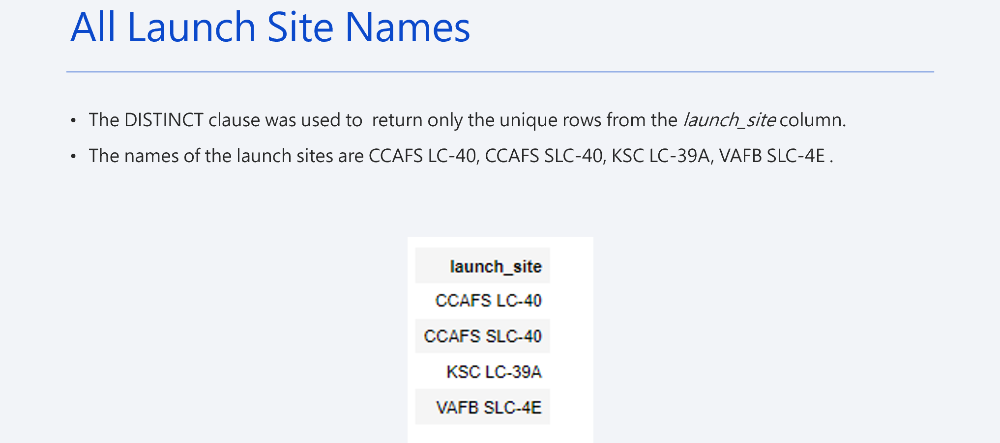 All Launch Site Names
• The DISTINCT clause was used to  return only the unique rows from the launch_site column.
• The names of the launch sites are CCAFS LC-40, CCAFS SLC-40, KSC LC-39A, VAFB SLC-4E .
launch_site
CCAFS LC-40
CCAFS SLC-40
KSC LC-39A
VAFB SLC-4E